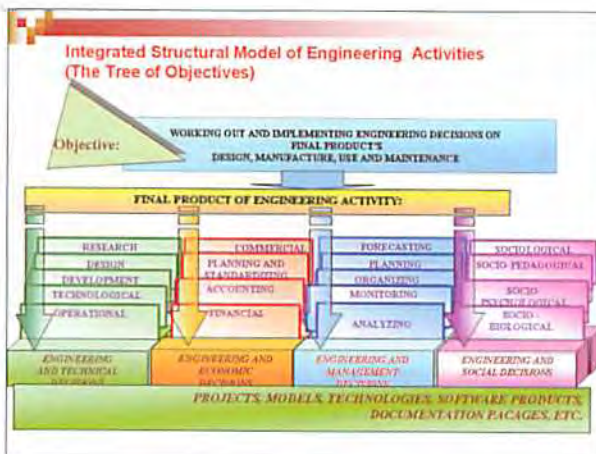 Integrated Structural Model of Engineering Activities
(The Tree of Objectives)
Objective:
WORKING OUT AND IMPLEMENTING ENGINEERING DECISIONS ON
FINAL PRODUCT'S
DESIGN, MANUFACTURE, USE AND MAINTENANCE
FINAL PRODUCT OF ENGINEERING ACTIVITY:
RESEARCH
DESIGN
DEVELOPMENT
TECHNOLOGICAL
OPERATIONAL
COMMERCIAL
PLANNING AND
STANDARDIZING
ACCOUNTING
FINANCIAL
FORECASTING
PLANNING
ORGANIZING
MONITORING
ANALYZING
SOCIOLOGICAL
SOCIO-PEDAGOGICAL
SOCIO-
PSYCHOLOGICAL
SOCIO-
BIOLOGICAL
ENGINEERING
AND TECHNICAL
DECISIONS
ENGINEERING AND
ECONOMIC
DECISIONS
ENGINEERING AND
MANAGEMENT
DECISIONS
ENGINEERING AND
SOCIAL DECISIONS
PROJECTS, MODELS, TECHNOLOGIES, SOFTWARE PRODUCTS,
DOCUMENTATION PACAGES, ETC.